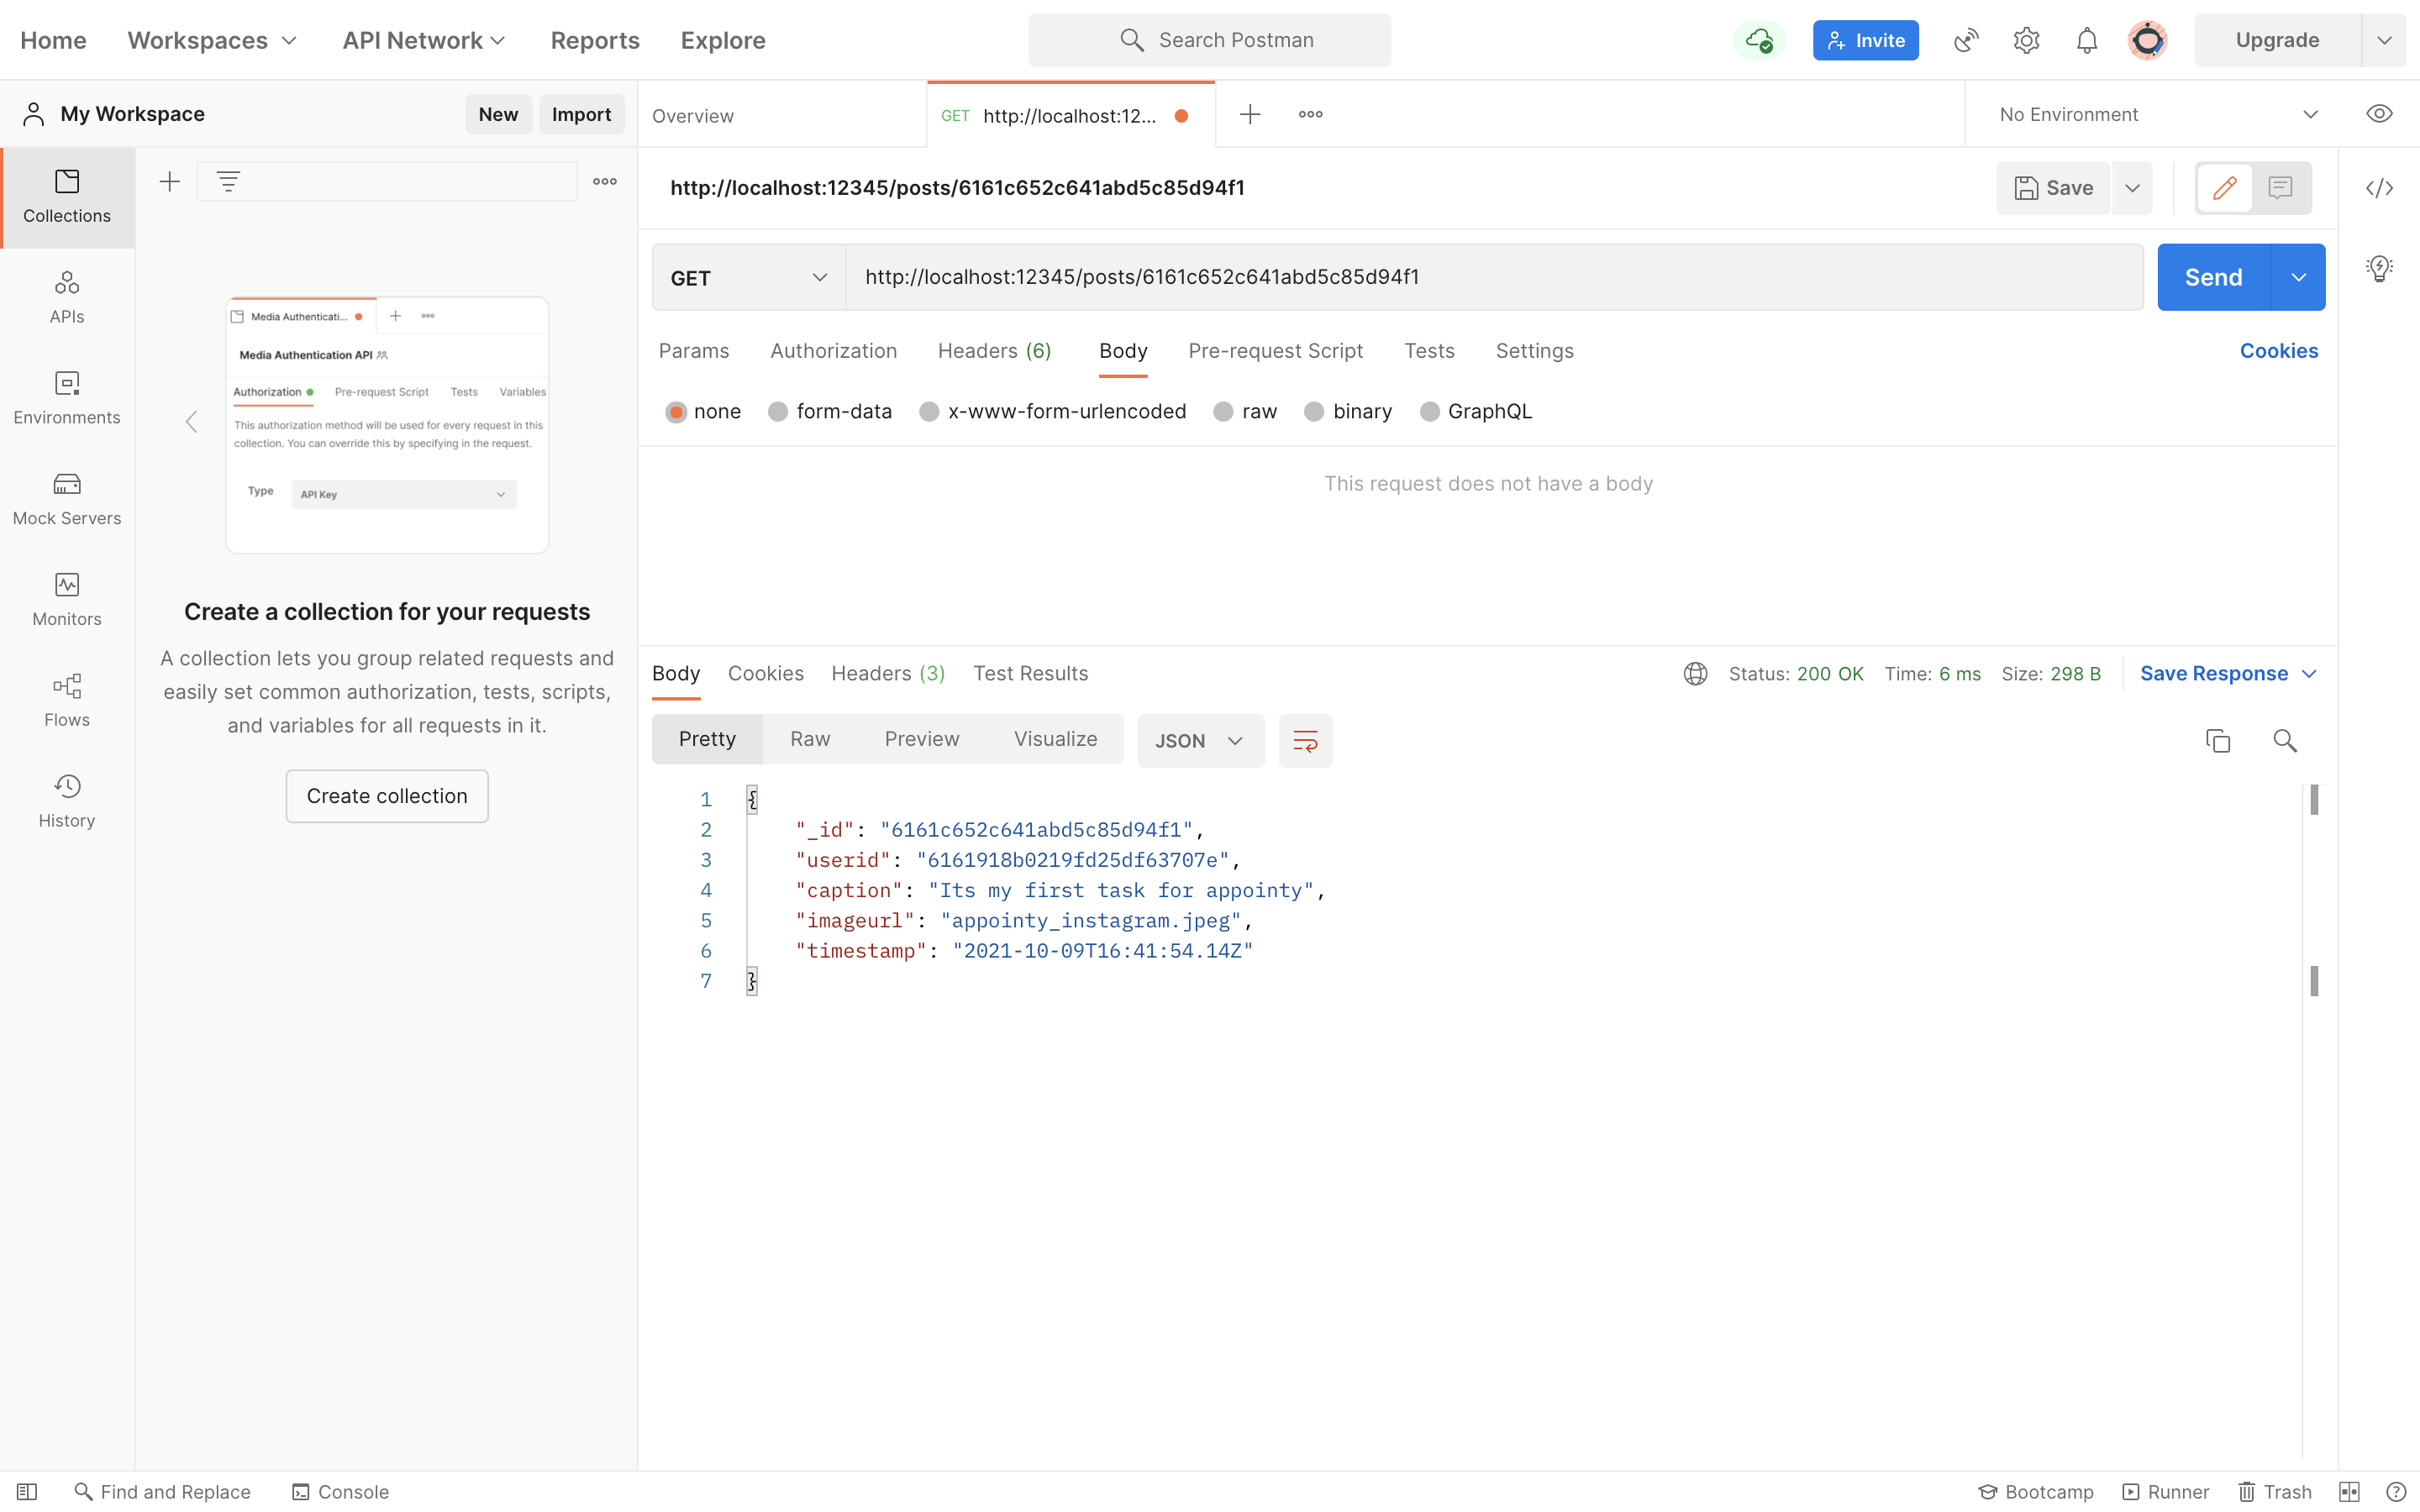 Home Workspaces API Network Reports Explore Search Postman Invite Upgrade
My Workspace New Import Overview GET http://localhost:12... No Environment
Collections
APIs
Environments
Mock Servers
Monitors
Flows
History
Media Authenticati...
Media Authentication API
Authorization Pre-request Script Tests Variables
This authorization method will be used for every request in this
collection. You can override this by specifying in the request.
Type API Key
Create a collection for your requests
A collection lets you group related requests and
easily set common authorization, tests, scripts,
and variables for all requests in it.
Create collection
http://localhost:12345/posts/6161c652c641abd5c85d94f1 Save
GET http://localhost:12345/posts/6161c652c641abd5c85d94f1 Send
Params Authorization Headers (6) Body Pre-request Script Tests Settings Cookies
none form-data x-www-form-urlencoded raw binary GraphQL
This request does not have a body
Body Cookies Headers (3) Test Results Status: 200 OK Time: 6 ms Size: 298 B Save Response
Pretty Raw Preview Visualize JSON
1 {
2 "_id": "6161c652c641abd5c85d94f1",
3 "userid": "6161918b0219fd25df63707e",
4 "caption": "Its my first task for appointy",
5 "imageurl": "appointy_instagram.jpeg",
6 "timestamp": "2021-10-09T16:41:54.14Z"
7 }
Find and Replace Console Bootcamp Runner Trash